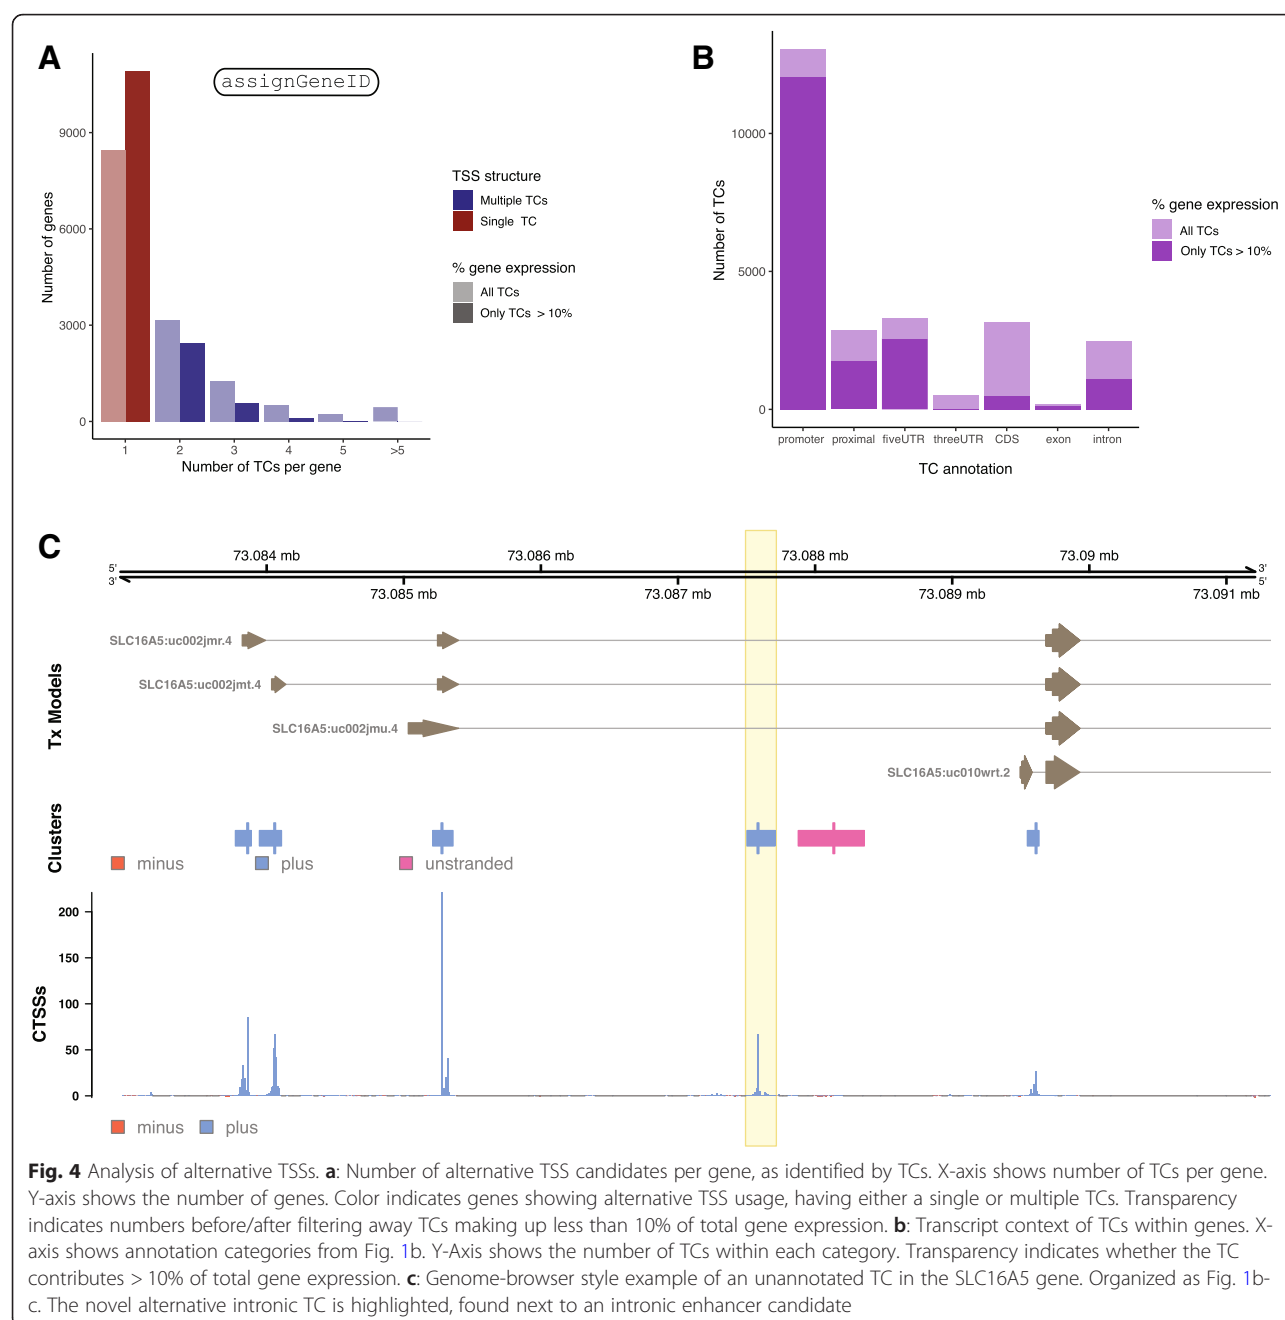 A
assignGeneID
Number of genes
9000
6000
3000
0
1 2 3 4 5 >5
Number of TCs per gene
TSS structure
Multiple TCs
Single TC
% gene expression
All TCs
Only TCs > 10%
B
Number of TCs
10000
5000
0
promoter proximal fiveUTR threeUTR CDS exon intron
TC annotation
% gene expression
All TCs
Only TCs > 10%
C
73.084 mb 73.086 mb 73.088 mb 73.09 mb
5' 3'
3' 5'
73.085 mb 73.087 mb 73.089 mb 73.091 mb
Tx Models
SLC16A5:uc002jmr.4
SLC16A5:uc002jmt.4
SLC16A5:uc002jmu.4
SLC16A5:uc010wrt.2
Clusters
minus plus unstranded
CTSSs
200
150
100
50
0
minus plus
Fig. 4 Analysis of alternative TSSs. a: Number of alternative TSS candidates per gene, as identified by TCs. X-axis shows number of TCs per gene.
Y-axis shows the number of genes. Color indicates genes showing alternative TSS usage, having either a single or multiple TCs. Transparency
indicates numbers before/after filtering away TCs making up less than 10% of total gene expression. b: Transcript context of TCs within genes. X-
axis shows annotation categories from Fig. 1b. Y-Axis shows the number of TCs within each category. Transparency indicates whether the TC
contributes > 10% of total gene expression. c: Genome-browser style example of an unannotated TC in the SLC16A5 gene. Organized as Fig. 1b-
c. The novel alternative intronic TC is highlighted, found next to an intronic enhancer candidate